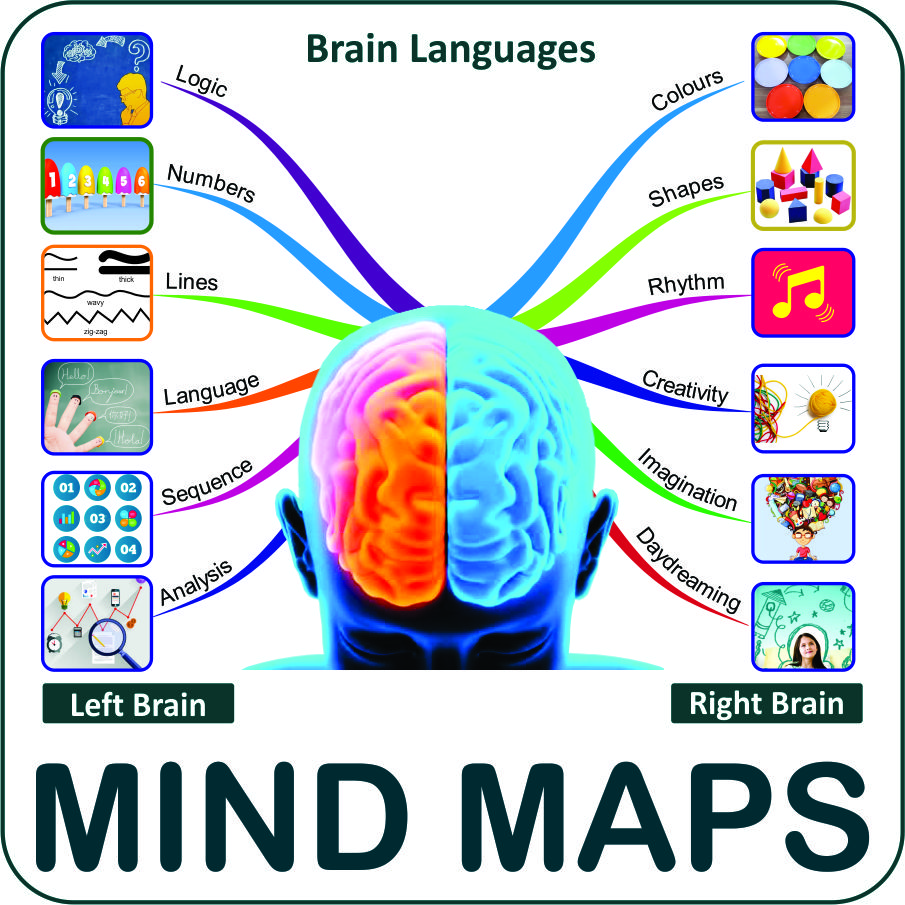 Brain Languages
Logic
Numbers
1 2 3 4 5 6
Lines
thin
thick
wavy
zig-zag
Language
Hello!
Bonjour!
¡Hola!
Sequence
01
02
03
04
Analysis
Colours
Shapes
Rhythm
Creativity
Imagination
Daydreaming
Left Brain
Right Brain
MIND MAPS